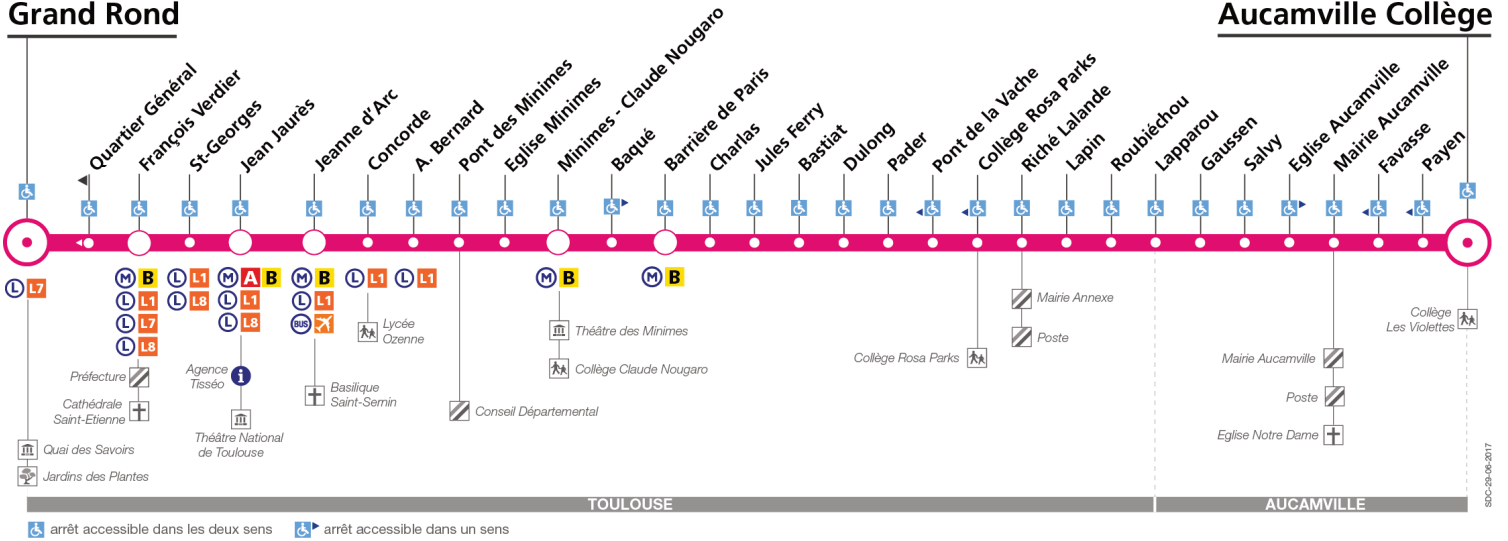 Grand Rond
Aucamville Collège
Quartier Général
François Verdier
St-Georges
Jean Jaurès
Jeanne d'Arc
Concorde
A. Bernard
Pont des Minimes
Eglise Minimes
Minimes - Claude Nougaro
Baqué
Barrière de Paris
Charlas
Jules Ferry
Bastiat
Dulong
Pader
Pont de la Vache
Collège Rosa Parks
Riché Lalande
Lapin
Roubiéchou
Lapparou
Gaussen
Salvy
Eglise Aucamville
Mairie Aucamville
Favasse
Payen
L L7
M B
L L1
L L7
L L8
Préfecture
Cathédrale
Saint-Etienne
L L1
L L8
M A B
L L1
L L8
Agence
Tisséo
i
Théâtre National
de Toulouse
M B
L L1
BUS
Basilique
Saint-Sernin
L L1
Lycée
Ozenne
L L1
Conseil Départemental
M B
Théâtre des Minimes
Collège Claude Nougaro
M B
Collège Rosa Parks
Mairie Annexe
Poste
Mairie Aucamville
Poste
Eglise Notre Dame
Collège
Les Violettes
Quai des Savoirs
Jardins des Plantes
TOULOUSE
AUCAMVILLE
arrêt accessible dans les deux sens
arrêt accessible dans un sens
SDC-29-06-2017